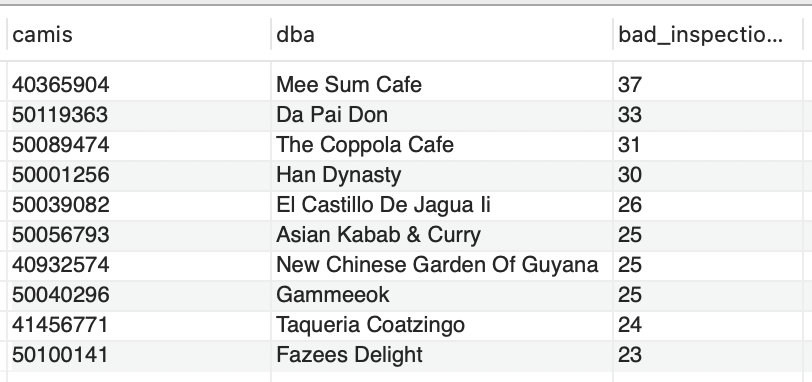 camis dba bad_inspectio...
40365904 Mee Sum Cafe 37
50119363 Da Pai Don 33
50089474 The Coppola Cafe 31
50001256 Han Dynasty 30
50039082 El Castillo De Jagua Ii 26
50056793 Asian Kabab & Curry 25
40932574 New Chinese Garden Of Guyana 25
50040296 Gammeeok 25
41456771 Taqueria Coatzingo 24
50100141 Fazees Delight 23